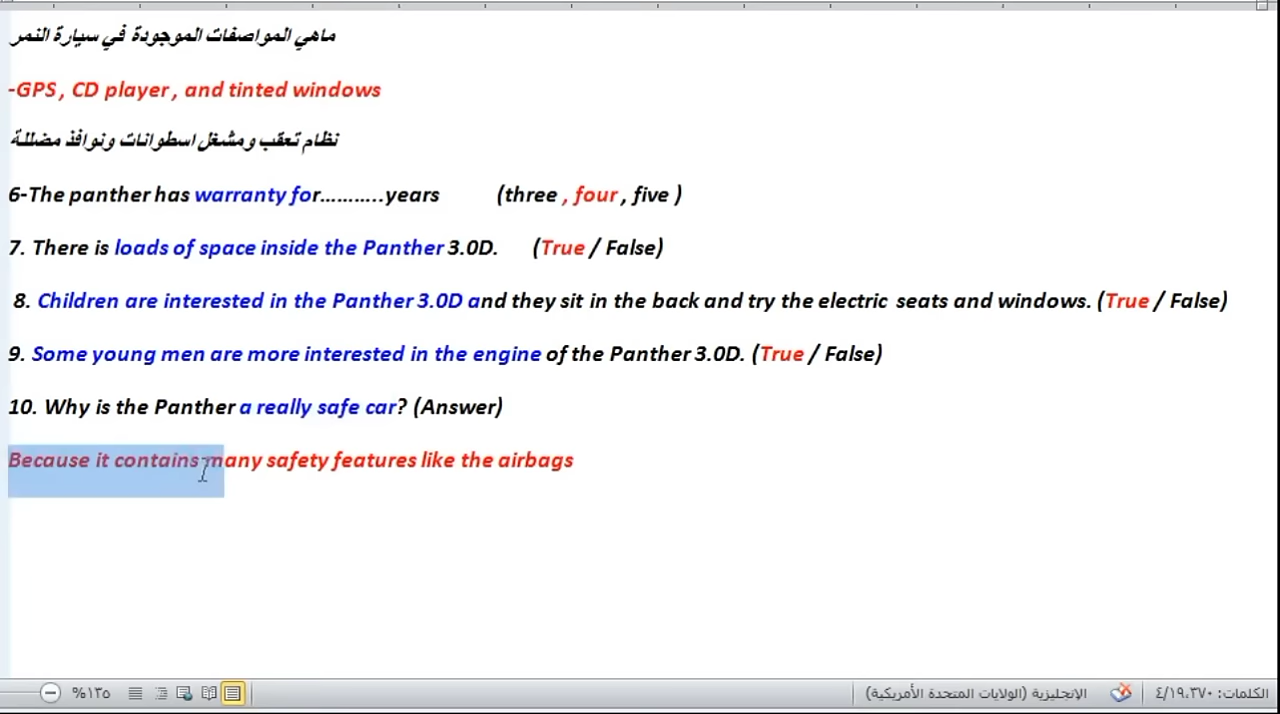 ماهي المواصفات الموجودة في سيارة النمر
-GPS , CD player , and tinted windows
نظام تعقب ومشغل اسطوانات ونوافذ مضللة
6-The panther has warranty for………..years (three , four , five )
7. There is loads of space inside the Panther 3.0D. (True / False)
8. Children are interested in the Panther 3.0D and they sit in the back and try the electric seats and windows. (True / False)
9. Some young men are more interested in the engine of the Panther 3.0D. (True / False)
10. Why is the Panther a really safe car? (Answer)
Because it contains many safety features like the airbags
الكلمات: ٤/١٩،٣٧٠ الإنجليزية (الولايات المتحدة الأمريكية) ١٣٥%